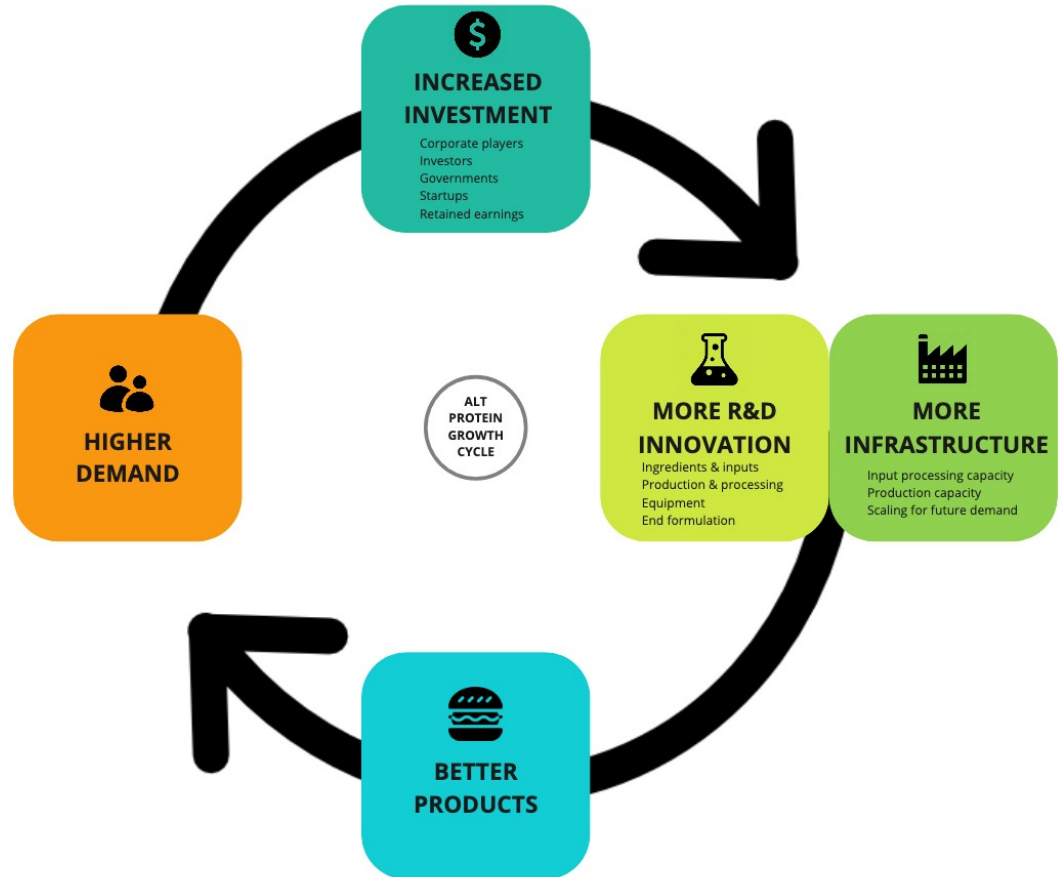 $
INCREASED
INVESTMENT
Corporate players
Investors
Governments
Startups
Retained earnings
HIGHER
DEMAND
ALT
PROTEIN
GROWTH
CYCLE
MORE R&D
INNOVATION
Ingredients & inputs
Production & processing
Equipment
End formulation
MORE
INFRASTRUCTURE
Input processing capacity
Production capacity
Scaling for future demand
BETTER
PRODUCTS